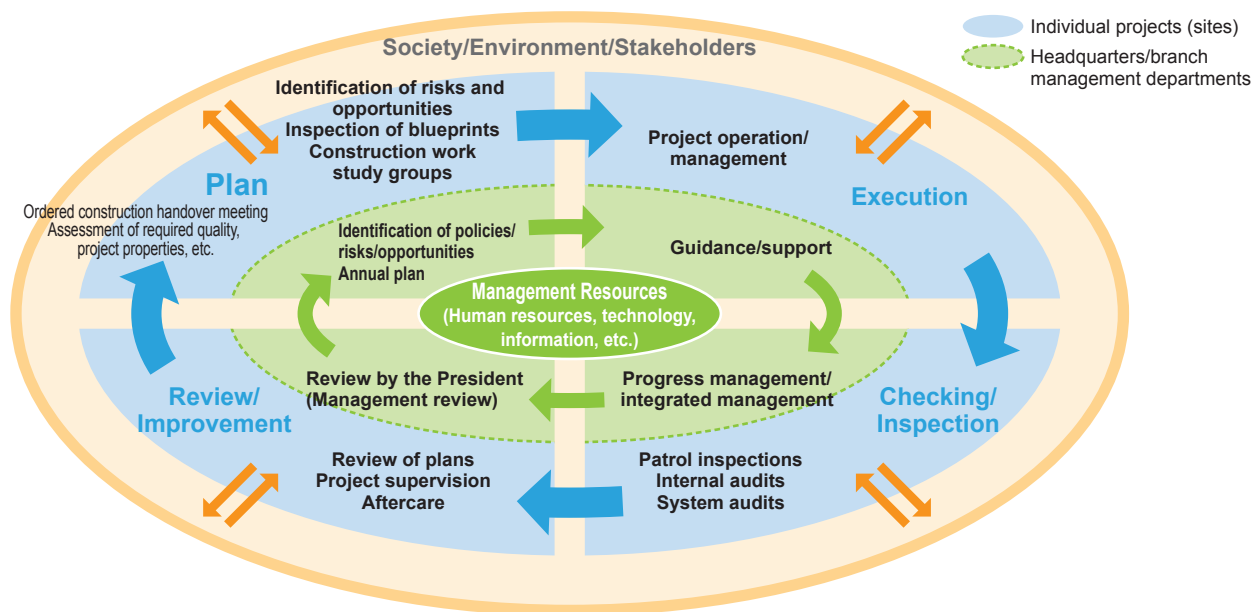 Individual projects (sites)
Headquarters/branch
management departments
Society/Environment/Stakeholders
Identification of risks and
opportunities
Inspection of blueprints
Construction work
study groups
Plan
Ordered construction handover meeting
Assessment of required quality,
project properties, etc.
Project operation/
management
Execution
Identification of policies/
risks/opportunities
Annual plan
Guidance/support
Management Resources
(Human resources, technology,
information, etc.)
Review by the President
(Management review)
Progress management/
integrated management
Review/
Improvement
Checking/
Inspection
Review of plans
Project supervision
Aftercare
Patrol inspections
Internal audits
System audits